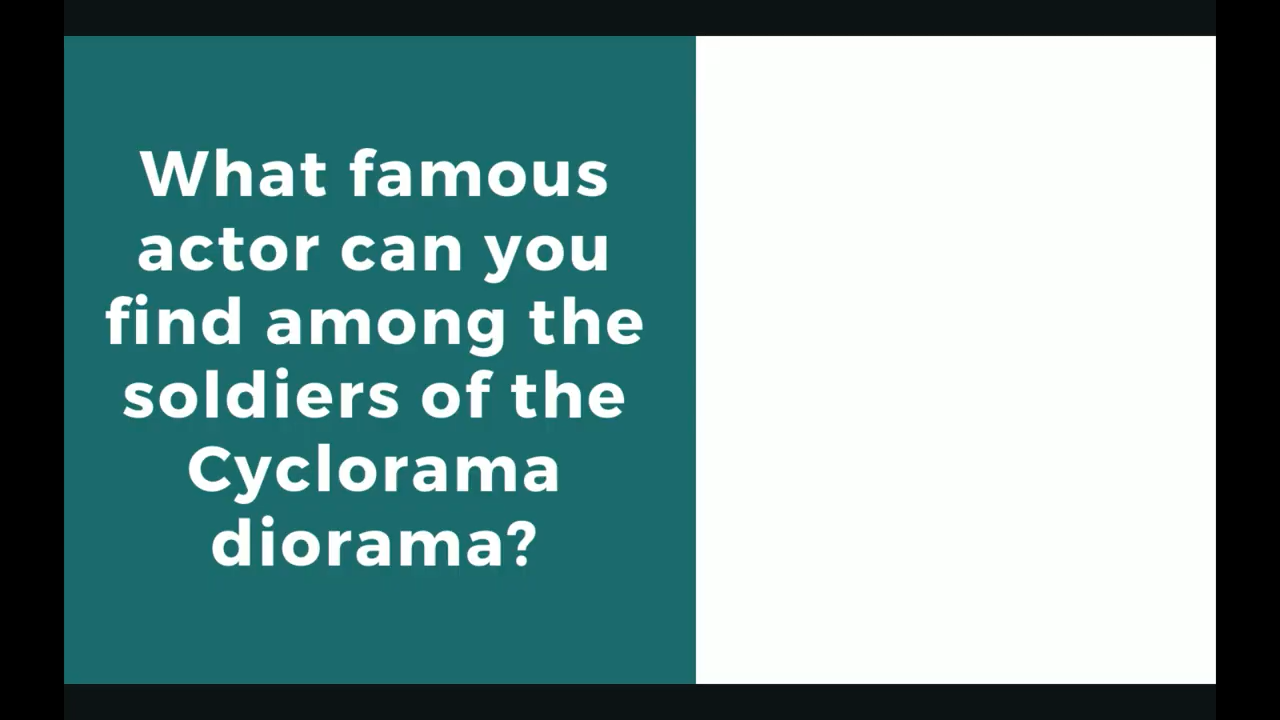 What famous
actor can you
find among the
soldiers of the
Cyclorama
diorama?